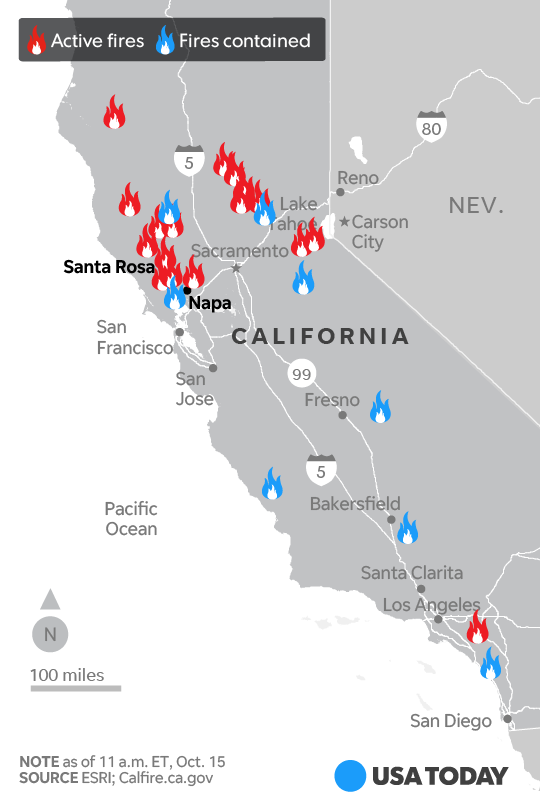 Active fires
Fires contained
80
5
Reno
NEV.
Lake
Tahoe
Carson
City
Sacramento
Santa Rosa
Napa
San
Francisco
CALIFORNIA
99
San
Jose
Fresno
5
Bakersfield
Pacific
Ocean
Santa Clarita
Los Angeles
N
100 miles
San Diego
NOTE as of 11 a.m. ET, Oct. 15
SOURCE ESRI; Calfire.ca.gov
USA TODAY